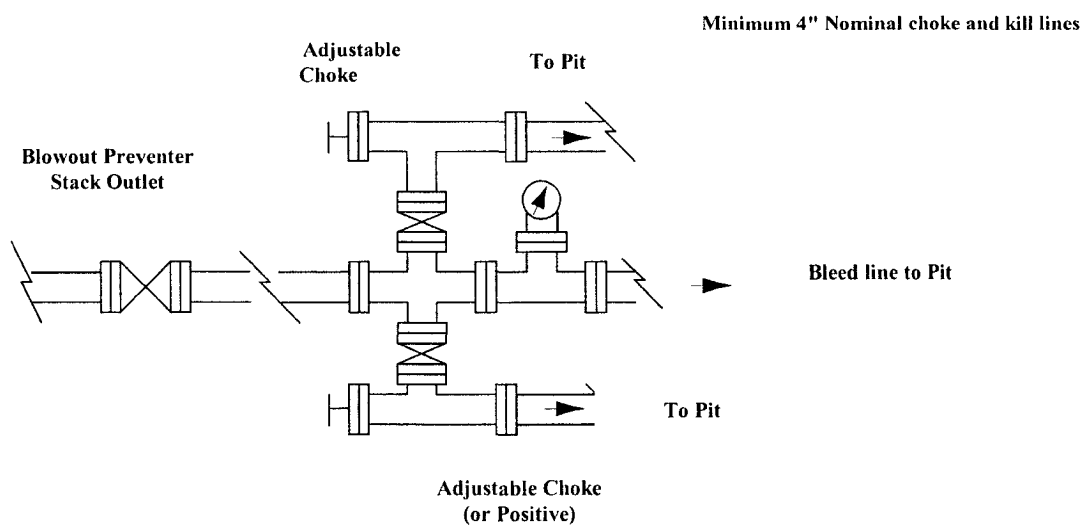 Minimum 4" Nominal choke and kill lines
Adjustable
Choke
To Pit
Blowout Preventer
Stack Outlet
Bleed line to Pit
To Pit
Adjustable Choke
(or Positive)